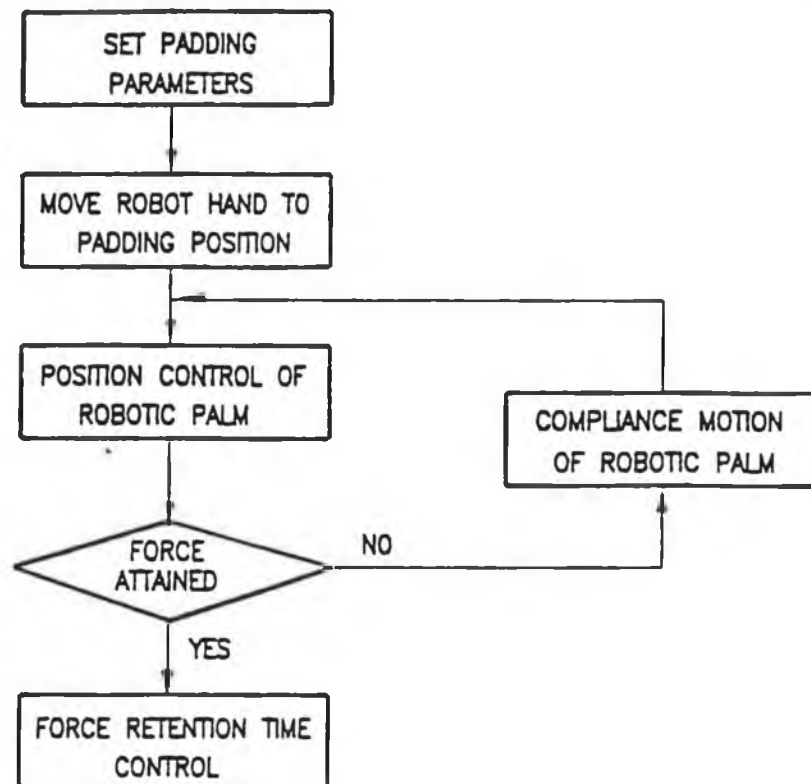 SET PADDING
PARAMETERS
MOVE ROBOT HAND TO
PADDING POSITION
POSITION CONTROL OF
ROBOTIC PALM
COMPLIANCE MOTION
OF ROBOTIC PALM
FORCE
ATTAINED
NO
YES
FORCE RETENTION TIME
CONTROL